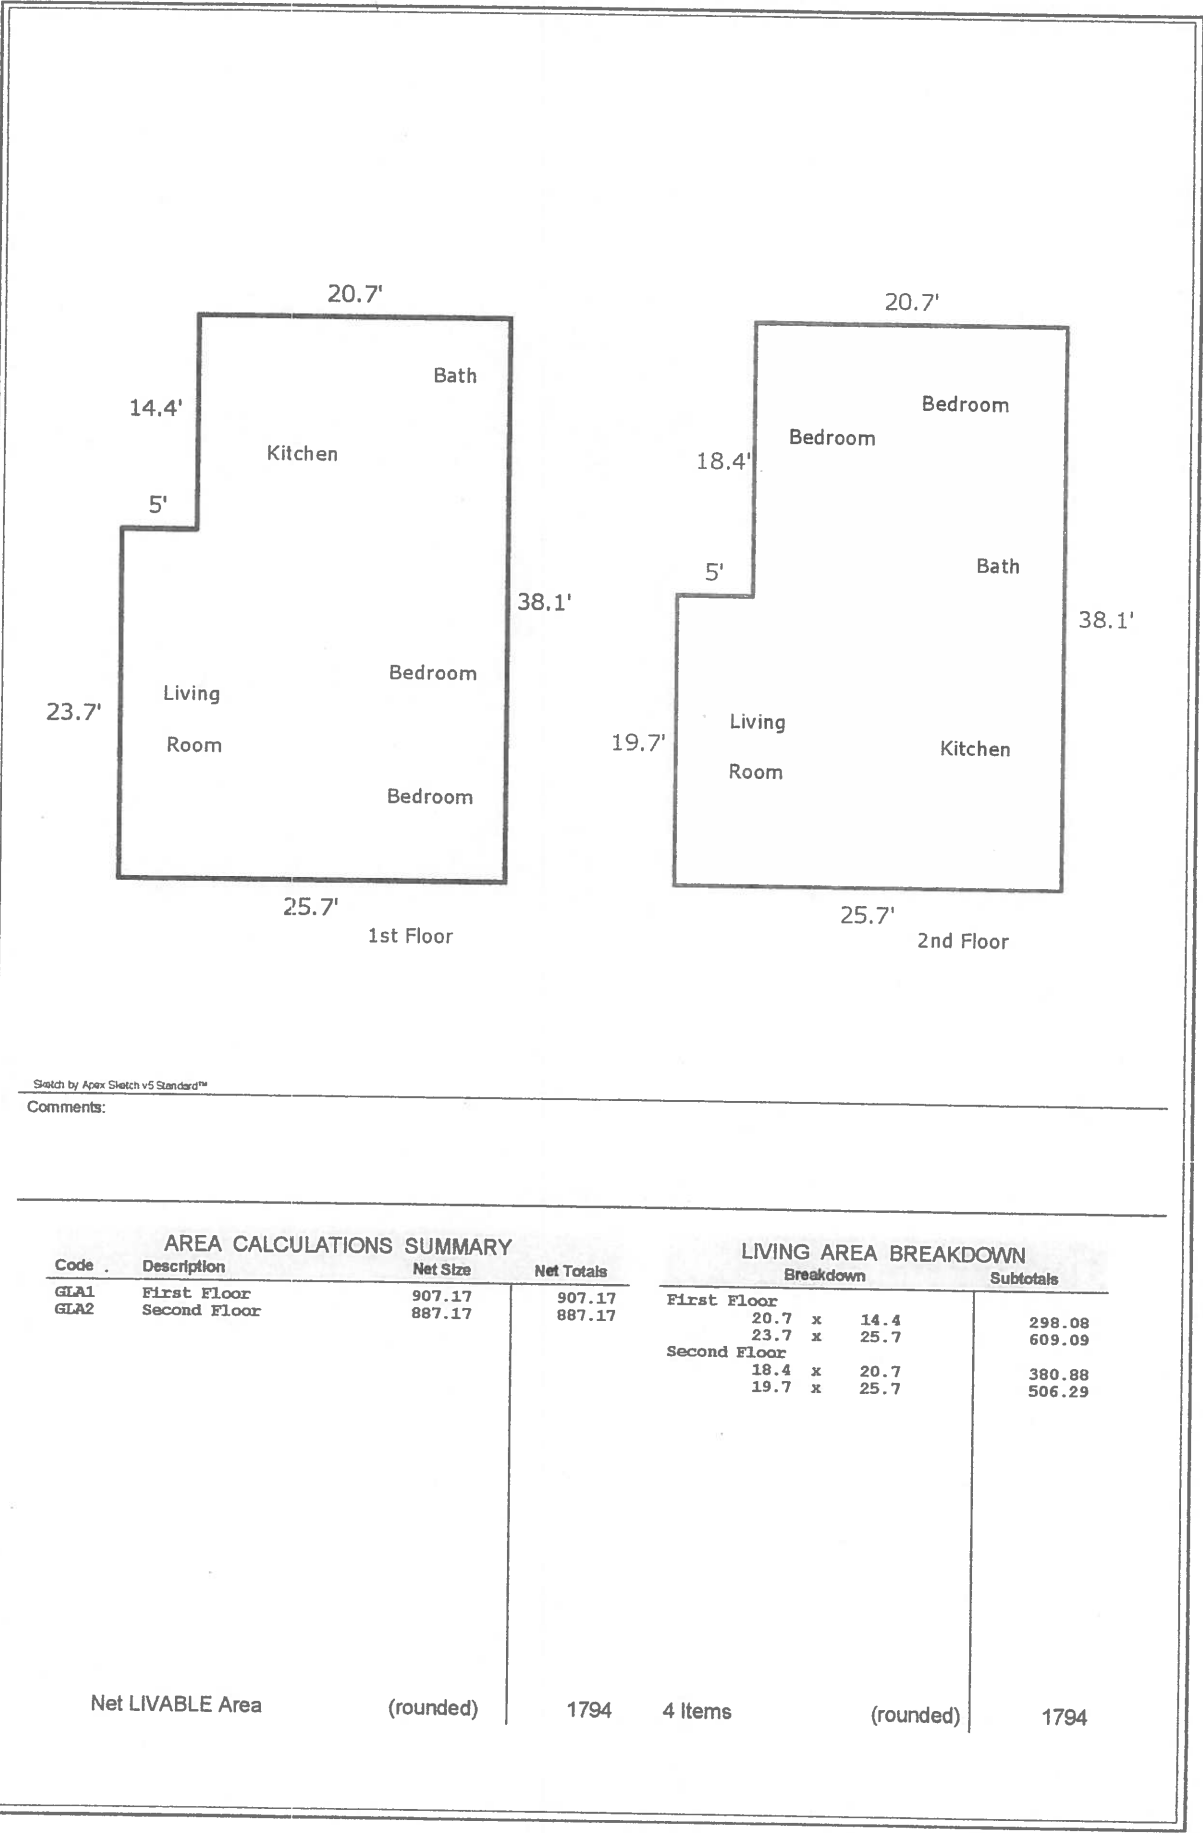 20.7'
20.7'
Bath
14.4'
Kitchen
5'
38.1'
Bedroom
Living
23.7'
Room
Bedroom
25.7'
1st Floor
Bedroom
Bedroom
18.4'
Bath
5'
38.1'
Living
19.7'
Kitchen
Room
25.7'
2nd Floor
Sketch by Apex Sketch v5 Standard™
Comments:
AREA CALCULATIONS SUMMARY
Code . Description Net Size Net Totals
GLA1 First Floor 907.17 907.17
GLA2 Second Floor 887.17 887.17
Net LIVABLE Area (rounded) 1794
LIVING AREA BREAKDOWN
Breakdown Subtotals
First Floor
20.7 x 14.4 298.08
23.7 x 25.7 609.09
Second Floor
18.4 x 20.7 380.88
19.7 x 25.7 506.29
4 Items (rounded) 1794